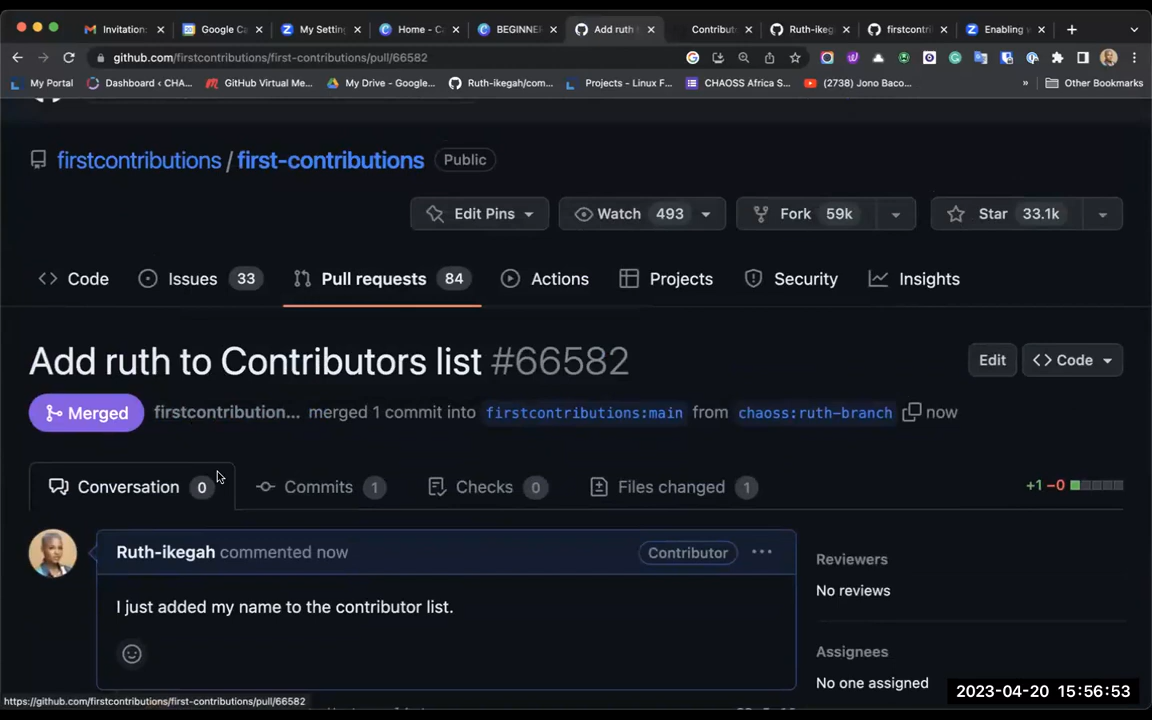 Invitations
Google Ca
My Setting
Home - Ca
BEGINNER
Add ruth
Contribut
Ruth-ikeg
firstcontri
Enabling
github.com/firstcontributions/first-contributions/pull/66582
My Portal
Dashboard ‹ CHA...
GitHub Virtual Me...
My Drive - Google...
Ruth-ikegah/com...
Projects - Linux F...
CHAOSS Africa S...
(2738) Jono Baco...
» Other Bookmarks
firstcontributions / first-contributions Public
Edit Pins Watch 493 Fork 59k Star 33.1k
Code Issues 33 Pull requests 84 Actions Projects Security Insights
Add ruth to Contributors list #66582 Edit <> Code
Merged firstcontribution... merged 1 commit into firstcontributions:main from chaoss:ruth-branch now
Conversation 0 Commits 1 Checks 0 Files changed 1 +1 −0
Ruth-ikegah commented now Contributor ...
I just added my name to the contributor list.
Reviewers
No reviews
Assignees
No one assigned
https://github.com/firstcontributions/first-contributions/pull/66582
2023-04-20 15:56:53